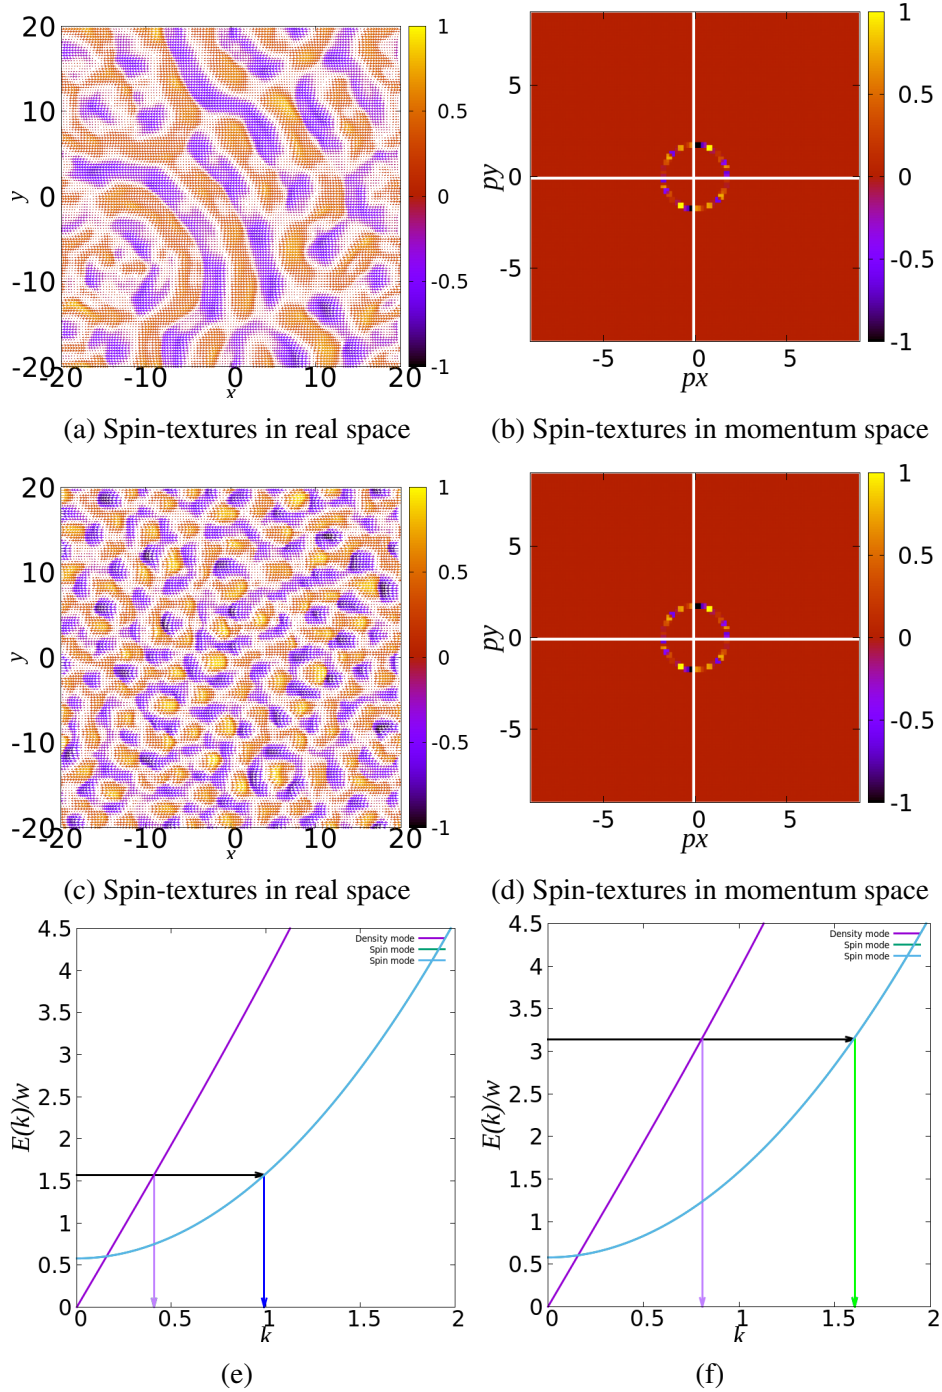 20
10
0
-10
-20
y
-20 -10 0 10 20
x
1
0.5
0
-0.5
-1
5
0
-5
py
-5 0 5
px
1
0.5
0
-0.5
-1
(a) Spin-textures in real space
(b) Spin-textures in momentum space
20
10
0
-10
-20
y
-20 -10 0 10 20
x
1
0.5
0
-0.5
-1
5
0
-5
py
-5 0 5
px
1
0.5
0
-0.5
-1
(c) Spin-textures in real space
(d) Spin-textures in momentum space
4.5
4
3.5
3
2.5
2
1.5
1
0.5
0
E(k)/w
Density mode
Spin mode
Spin mode
0 0.5 1 1.5 2
k
4.5
4
3.5
3
2.5
2
1.5
1
0.5
0
E(k)/w
Density mode
Spin mode
Spin mode
0 0.5 1 1.5 2
k
(e)
(f)